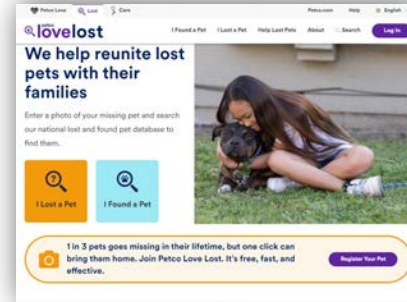 Petco Love
Lost
Care
Petco.com
Help
English
petco
lovelost
I Found a Pet
I Lost a Pet
Help Lost Pets
About
Search
Log In
We help reunite lost
pets with their
families
Enter a photo of your missing pet and search
our national lost and found pet database to
find them.
I Lost a Pet
I Found a Pet
1 in 3 pets goes missing in their lifetime, but one click can
bring them home. Join Petco Love Lost. It's free, fast, and
effective.
Register Your Pet